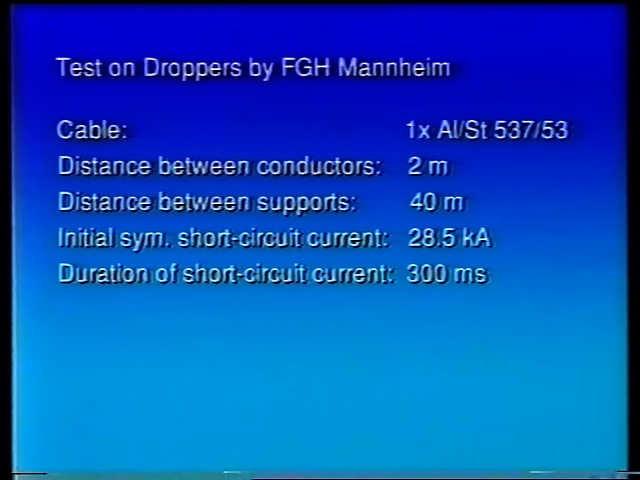 Test on Droppers by FGH Mannheim
Cable: 1x Al/St 537/53
Distance between conductors: 2 m
Distance between supports: 40 m
Initial sym. short-circuit current: 28.5 kA
Duration of short-circuit current: 300 ms